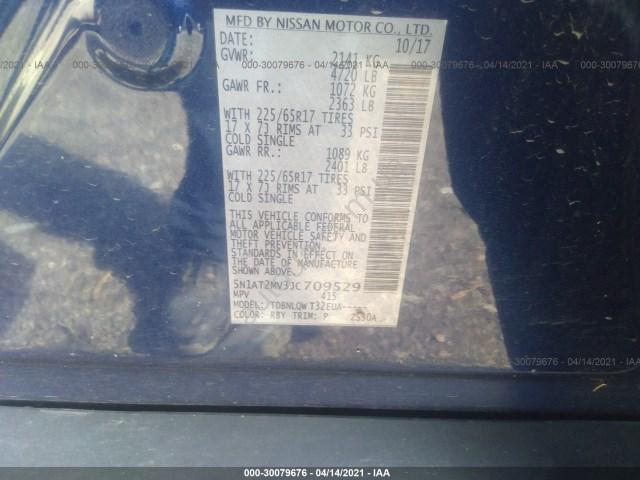 000-30079676 - 04/14/2021 - IAA
MFD BY NISSAN MOTOR CO., LTD.
DATE: 10/17
GVWR: 2141 KG
4720 LB
GAWR FR.: 1072 KG
2363 LB
WITH 225/65R17 TIRES
17 X 7J RIMS AT 33 PSI
COLD SINGLE
GAWR RR.: 1089 KG
2401 LB
WITH 225/65R17 TIRES
17 X 7J RIMS AT 33 PSI
COLD SINGLE
THIS VEHICLE CONFORMS TO
ALL APPLICABLE FEDERAL
MOTOR VEHICLE SAFETY AND
THEFT PREVENTION
STANDARDS IN EFFECT ON
THE DATE OF MANUFACTURE
SHOWN ABOVE.
5N1AT2MV3JC709529
MPV 415
MODEL: TDBNLQW T32EUA-----
COLOR: RBY TRIM: P 2530A
000-30079676 - 04/14/2021 - IAA
000-30079676 - 04/14/2021 - IAA